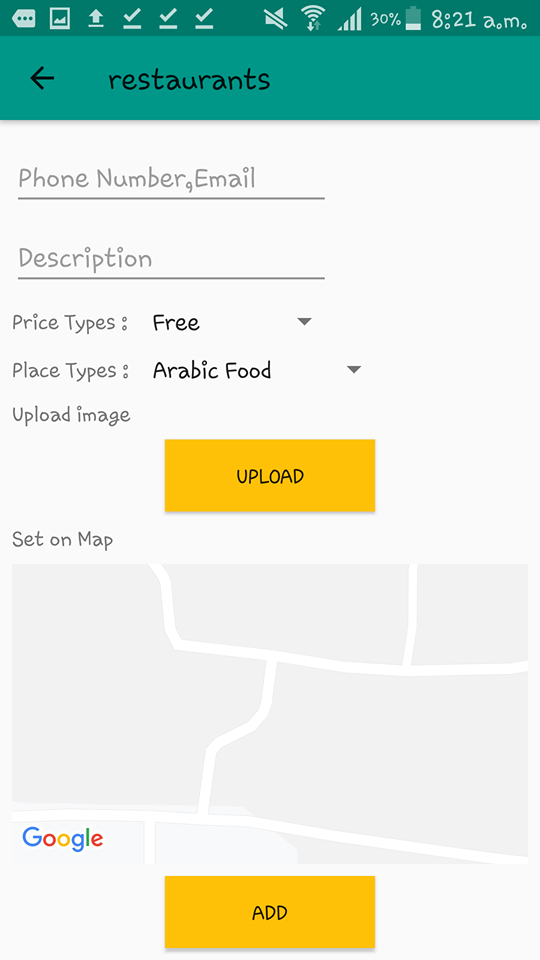 30% 8:21 a.m.
restaurants
Phone Number,Email
Description
Price Types : Free
Place Types : Arabic Food
Upload image
UPLOAD
Set on Map
Google
ADD